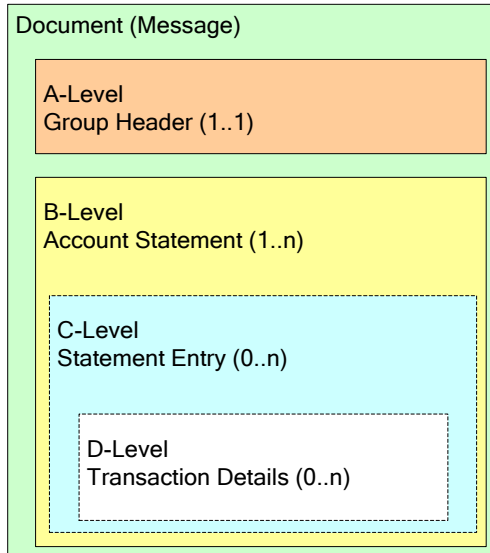 Document (Message)
A-Level
Group Header (1..1)
B-Level
Account Statement (1..n)
C-Level
Statement Entry (0..n)
D-Level
Transaction Details (0..n)